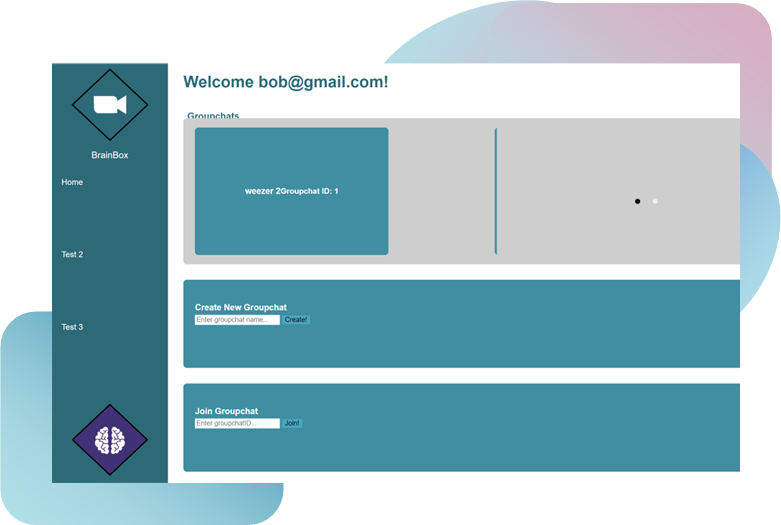 Welcome bob@gmail.com!
BrainBox
Home
Test 2
Test 3
Groupchats
weezer 2Groupchat ID: 1
Create New Groupchat
Enter groupchat name... Create!
Join Groupchat
Enter groupchatID... Join!